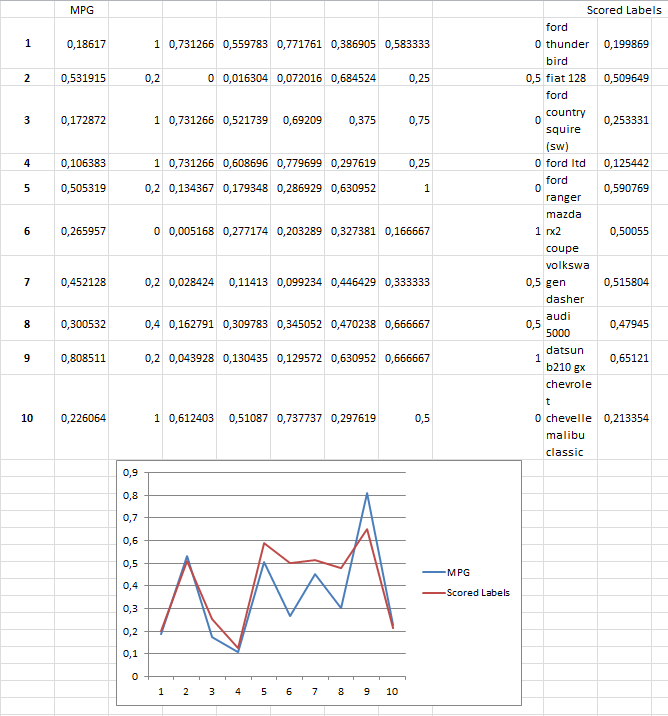 MPG Scored Labels
ford
1 0,18617 1 0,731266 0,559783 0,771761 0,386905 0,583333 0 thunder 0,199869
bird
2 0,531915 0,2 0 0,016304 0,072016 0,684524 0,25 0,5 fiat 128 0,509649
ford
country
3 0,172872 1 0,731266 0,521739 0,69209 0,375 0,75 0 0,253331
squire
(sw)
4 0,106383 1 0,731266 0,608696 0,779699 0,297619 0,25 0 ford ltd 0,125442
ford
5 0,505319 0,2 0,134367 0,179348 0,286929 0,630952 1 0 0,590769
ranger
mazda
6 0,265957 0 0,005168 0,277174 0,203289 0,327381 0,166667 1 rx2 0,50055
coupe
volkswa
7 0,452128 0,2 0,028424 0,11413 0,099234 0,446429 0,333333 0,5 gen 0,515804
dasher
audi
8 0,300532 0,4 0,162791 0,309783 0,345052 0,470238 0,666667 0,5 0,47945
5000
datsun
9 0,808511 0,2 0,043928 0,130435 0,129572 0,630952 0,666667 1 0,65121
b210 gx
chevrole
t
10 0,226064 1 0,612403 0,51087 0,737737 0,297619 0,5 0 chevelle 0,213354
malibu
classic
0,9
0,8
0,7
0,6
0,5
0,4
0,3
0,2
0,1
0
1 2 3 4 5 6 7 8 9 10
MPG
Scored Labels